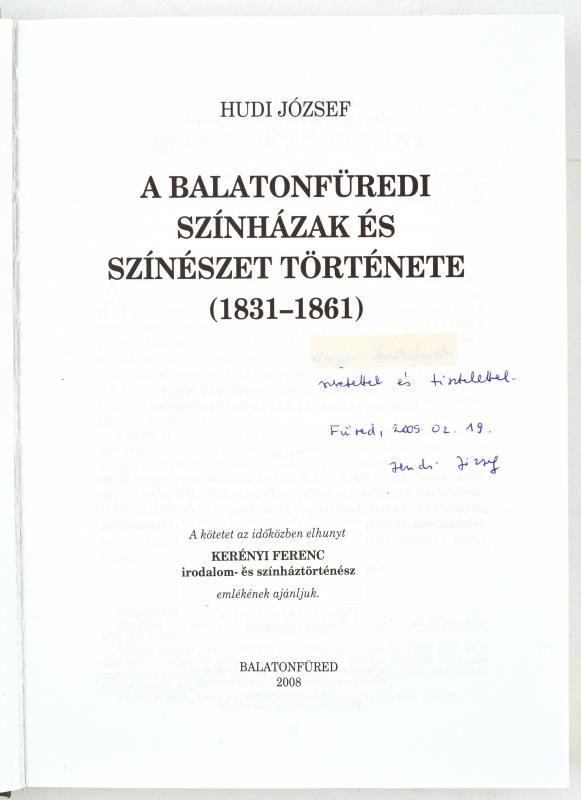 HUDI JÓZSEF
A BALATONFÜREDI
SZÍNHÁZAK ÉS
SZÍNÉSZET TÖRTÉNETE
(1831–1861)
szeretettel és tisztelettel.
Füred, 2009. 02. 19.
Hudi József
A kötetet az időközben elhunyt
KERÉNYI FERENC
irodalom- és színháztörténész
emlékének ajánljuk.
BALATONFÜRED
2008